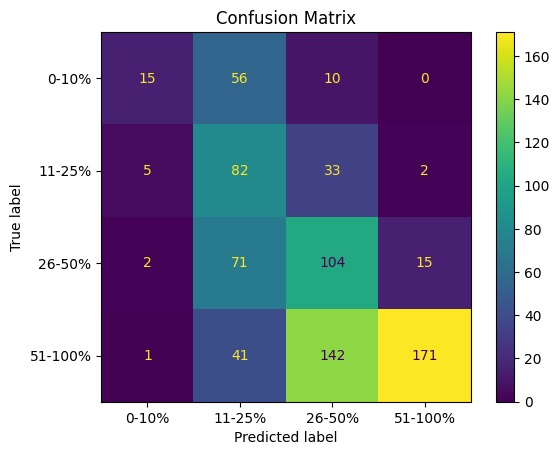 Confusion Matrix
0-10% 15 56 10 0
11-25% 5 82 33 2
26-50% 2 71 104 15
51-100% 1 41 142 171
0-10% 11-25% 26-50% 51-100%
Predicted label
True label
160
140
120
100
80
60
40
20
0